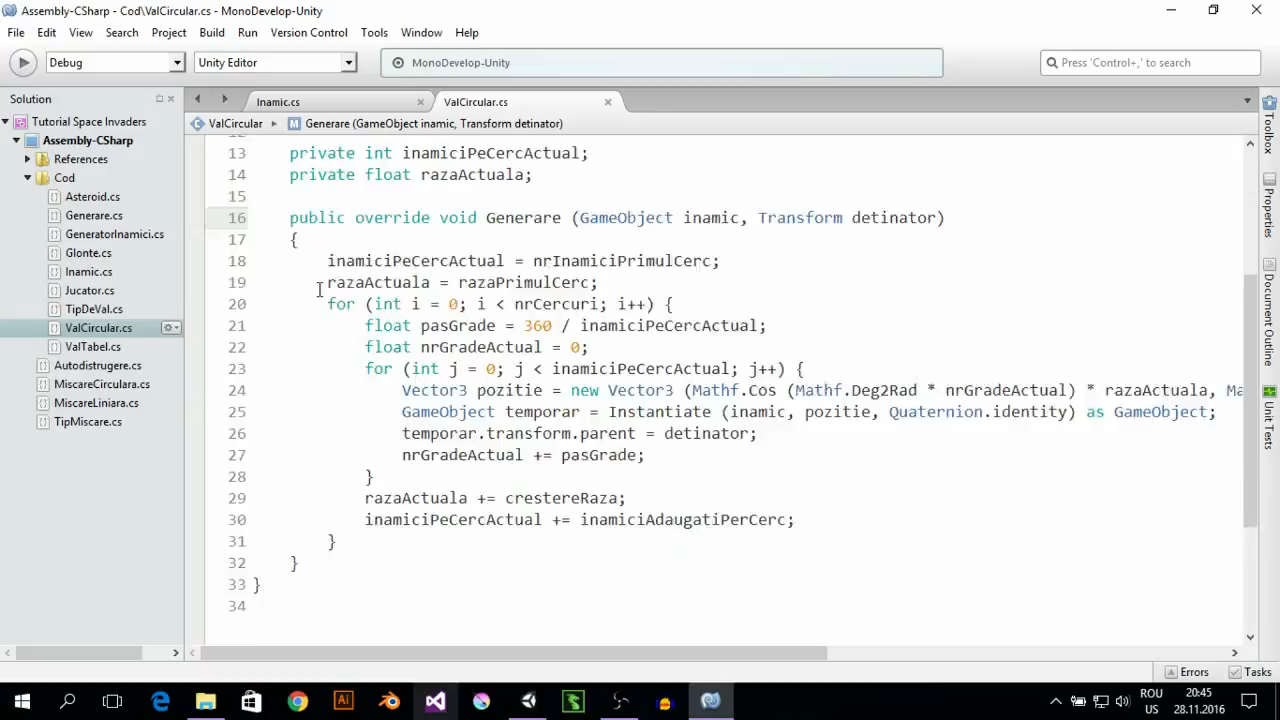 Assembly-CSharp - Cod\ValCircular.cs - MonoDevelop-Unity
File Edit View Search Project Build Run Version Control Tools Window Help
Debug Unity Editor MonoDevelop-Unity Press 'Control+,' to search
Solution
Inamic.cs ValCircular.cs
ValCircular Generare (GameObject inamic, Transform detinator)
Tutorial Space Invaders
Assembly-CSharp
References
Cod
Asteroid.cs
Generare.cs
GeneratorInamici.cs
Glonte.cs
Inamic.cs
Jucator.cs
TipDeVal.cs
ValCircular.cs
ValTabel.cs
Autodistrugere.cs
MiscareCirculara.cs
MiscareLiniara.cs
TipMiscare.cs
13 private int inamiciPeCercActual;
14 private float razaActuala;
15
16 public override void Generare (GameObject inamic, Transform detinator)
17 {
18 inamiciPeCercActual = nrInamiciPrimulCerc;
19 razaActuala = razaPrimulCerc;
20 for (int i = 0; i < nrCercuri; i++) {
21 float pasGrade = 360 / inamiciPeCercActual;
22 float nrGradeActual = 0;
23 for (int j = 0; j < inamiciPeCercActual; j++) {
24 Vector3 pozitie = new Vector3 (Mathf.Cos (Mathf.Deg2Rad * nrGradeActual) * razaActuala, Ma
25 GameObject temporar = Instantiate (inamic, pozitie, Quaternion.identity) as GameObject;
26 temporar.transform.parent = detinator;
27 nrGradeActual += pasGrade;
28 }
29 razaActuala += crestereRaza;
30 inamiciPeCercActual += inamiciAdaugatiPerCerc;
31 }
32 }
33 }
34
Toolbox
Properties
Document Outline
Unit Tests
Errors Tasks
ROU
US
20:45
28.11.2016